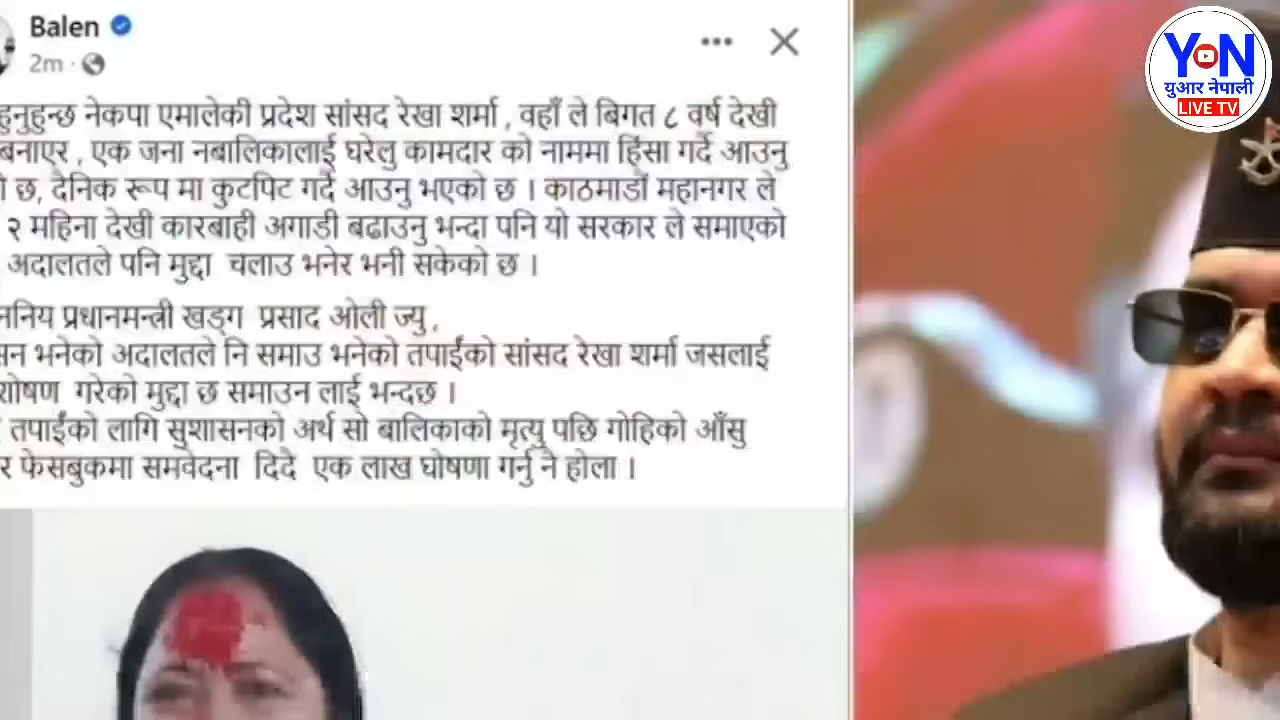 Balen
2m
हुनुहुन्छ नेकपा एमालेकी प्रदेश सांसद रेखा शर्मा , वहाँ ले बिगत ८ वर्ष देखी
बनाएर , एक जना नबालिकालाई घरेलु कामदार को नाममा हिंसा गर्दै आउनु
छ, दैनिक रूप मा कुटपिट गर्दै आउनु भएको छ । काठमाडौं महानगर ले
२ महिना देखी कारबाही अगाडी बढाउनु भन्दा पनि यो सरकार ले समाएको
अदालतले पनि मुद्दा चलाउ भनेर भनी सकेको छ ।
प्रधानमन्त्री खड्ग प्रसाद ओली ज्यु ,
भनेको अदालतले नि समाउ भनेको तपाईंको सांसद रेखा शर्मा जसलाई
शोषण गरेको मुद्दा छ समाउन लाई भन्दछ ।
तपाईंको लागि सुशासनको अर्थ सो बालिकाको मृत्यु पछि गोहिको आँसु
फेसबुकमा समवेदना दिदै एक लाख घोषणा गर्नु नै होला ।
YN
युआर नेपाली
LIVE TV